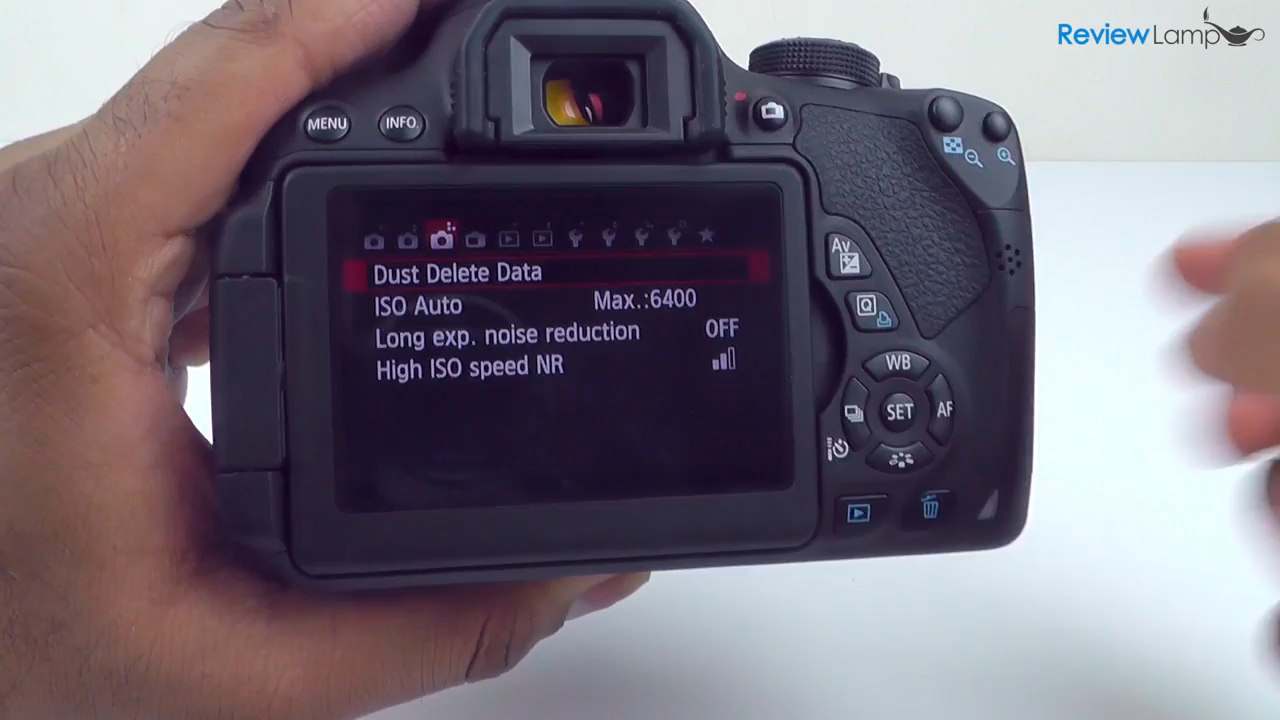 ReviewLamp
MENU
INFO.
Dust Delete Data
ISO Auto Max.:6400
Long exp. noise reduction OFF
High ISO speed NR
Av
Q
WB
SET
AF